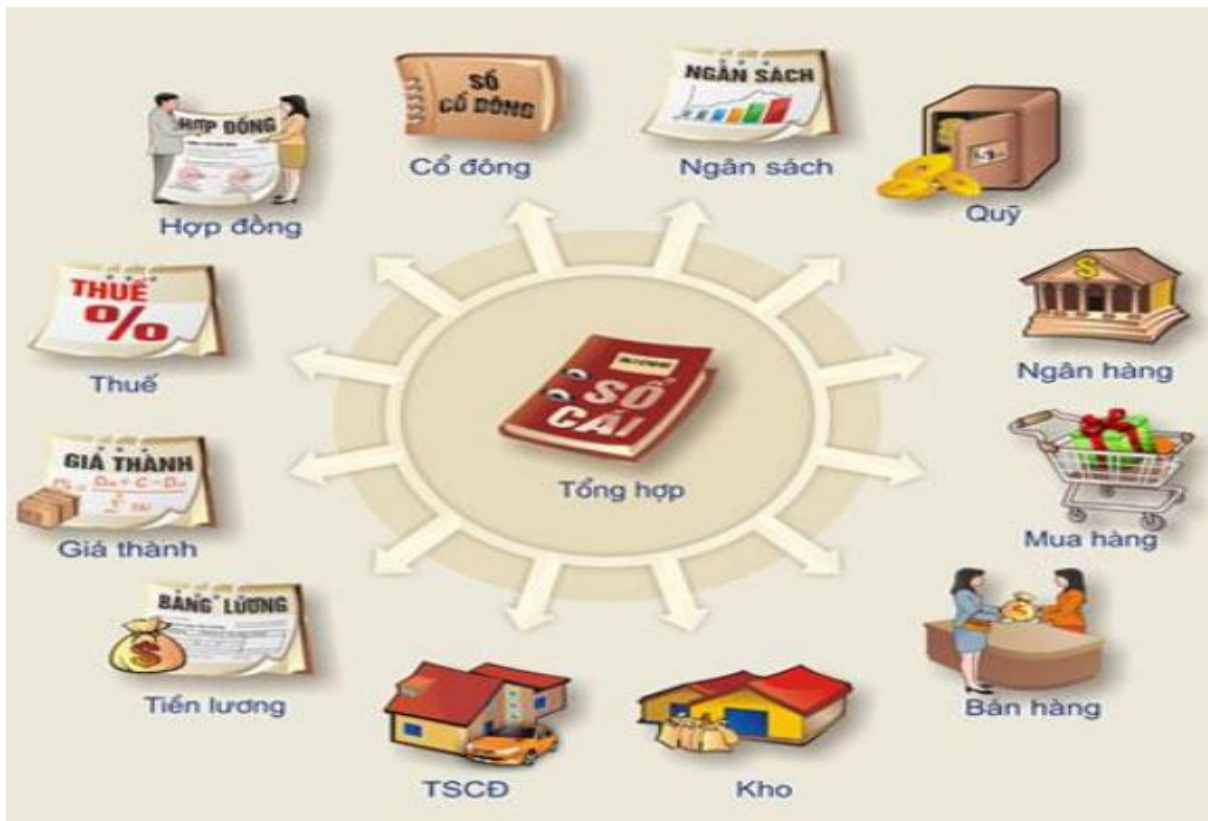 SỔ
CỔ ĐÔNG
Cổ đông
NGÂN SÁCH
Ngân sách
Quỹ
Ngân hàng
Mua hàng
Bán hàng
Kho
TSCĐ
BẢNG LƯƠNG
Tiền lương
GIÁ THÀNH
Giá thành
THUẾ
%
Thuế
HỢP ĐỒNG
Hợp đồng
SỔ
CÁI
Tổng hợp